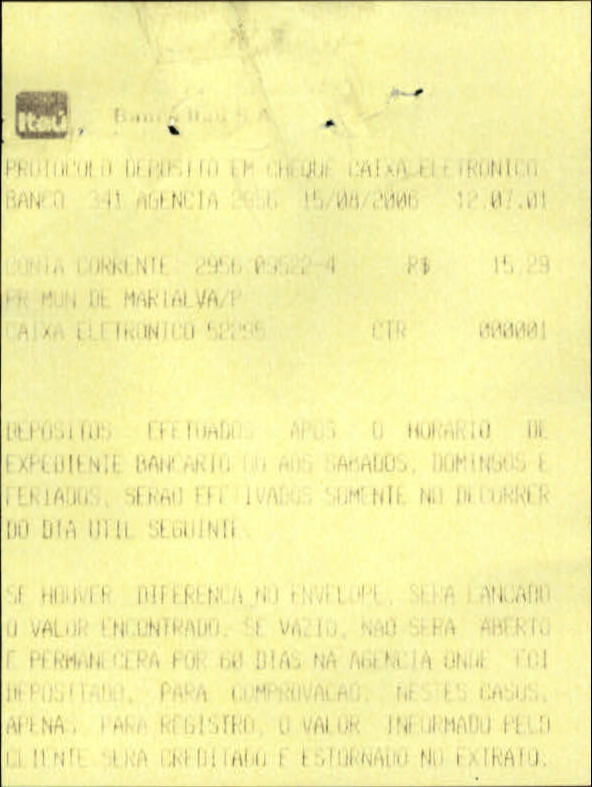 Itaú Banco Itaú S.A.
PROTOCOLO DEPOSITO EM CHEQUE CAIXA ELETRONICO
BANCO 341 AGENCIA 2956 15/08/2006 12.07.01
CONTA CORRENTE 2956 09522-4 R$ 15,29
PR MUN DE MARIALVA/P
CAIXA ELETRONICO 52295 CTR 000001
DEPOSITOS EFETUADOS APOS O HORARIO DE
EXPEDIENTE BANCARIO OU AOS SABADOS, DOMINGOS E
FERIADOS, SERAO EFETIVADOS SOMENTE NO DECORRER
DO DIA UTIL SEGUINTE.
SE HOUVER DIFERENCA NO ENVELOPE, SERA LANCADO
O VALOR ENCONTRADO. SE VAZIO, NAO SERA ABERTO
E PERMANECERA POR 60 DIAS NA AGENCIA ONDE FOI
DEPOSITADO, PARA COMPROVACAO. NESTES CASOS,
APENAS PARA REGISTRO, O VALOR INFORMADO PELO
CLIENTE SERA CREDITADO E ESTORNADO NO EXTRATO.